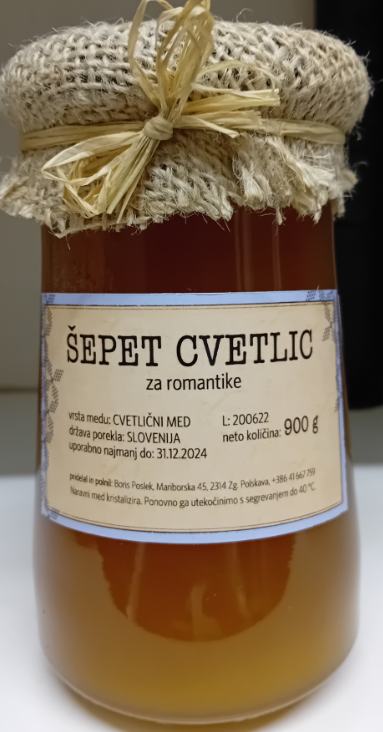 ŠEPET CVETLIC
za romantike
vrsta medu: CVETLIČNI MED
država porekla: SLOVENIJA
uporabno najmanj do: 31.12.2024
L: 200622
neto količina: 900 g
pridelal in polnil: Boris Poslek, Mariborska 45, 2314 Zg. Polskava, +386 41 667 759
Naravni med kristalizira. Ponovno ga utekočinimo s segrevanjem do 40 °C.